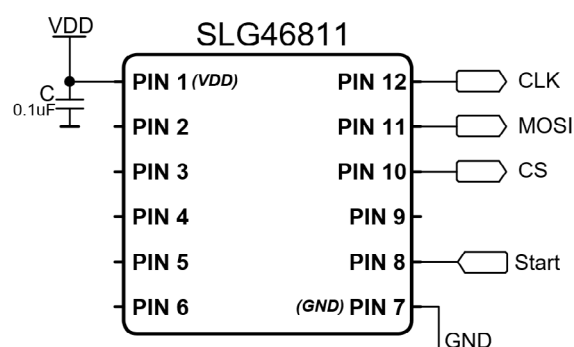 VDD
SLG46811
PIN 1 (VDD) PIN 12 CLK
C
0.1uF
PIN 2 PIN 11 MOSI
PIN 3 PIN 10 CS
PIN 4 PIN 9
PIN 5 PIN 8 Start
PIN 6 (GND) PIN 7
GND